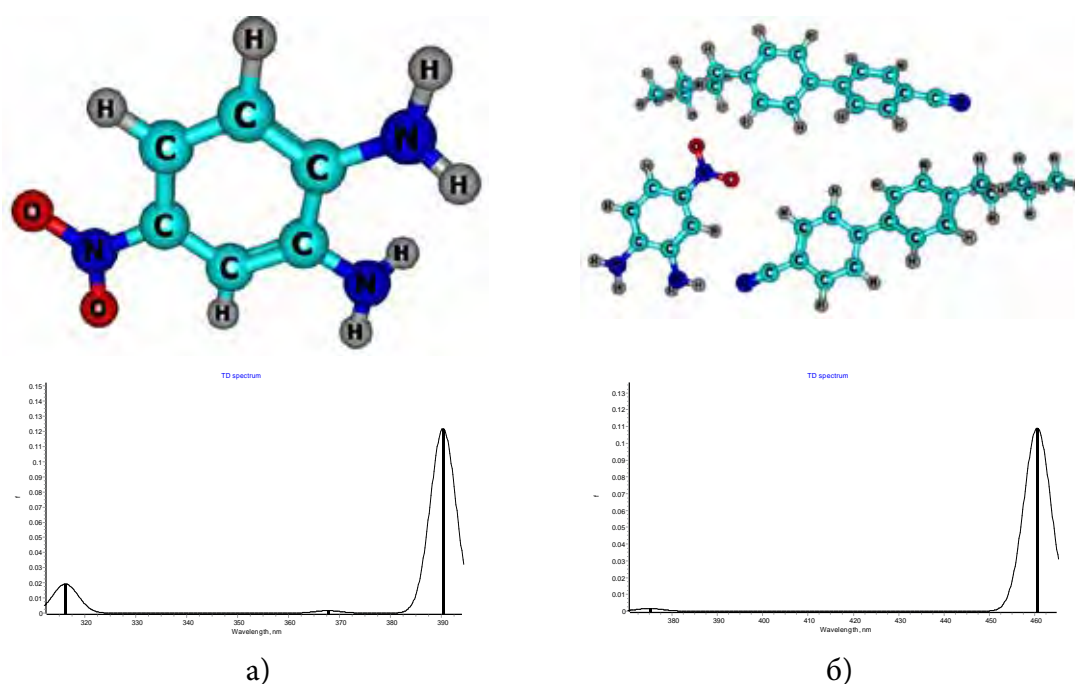 H
H
H
H
H
H
H
H
C
C
C
C
C
C
N
N
N
O
O
TD spectrum
0.15
0.14
0.13
0.12
0.11
0.1
0.09
0.08
0.07
0.06
0.05
0.04
0.03
0.02
0.01
0
f
320 330 340 350 360 370 380 390
Wavelength, nm
а)
TD spectrum
0.13
0.12
0.11
0.1
0.09
0.08
0.07
0.06
0.05
0.04
0.03
0.02
0.01
0
f
380 390 400 410 420 430 440 450 460
Wavelength, nm
б)